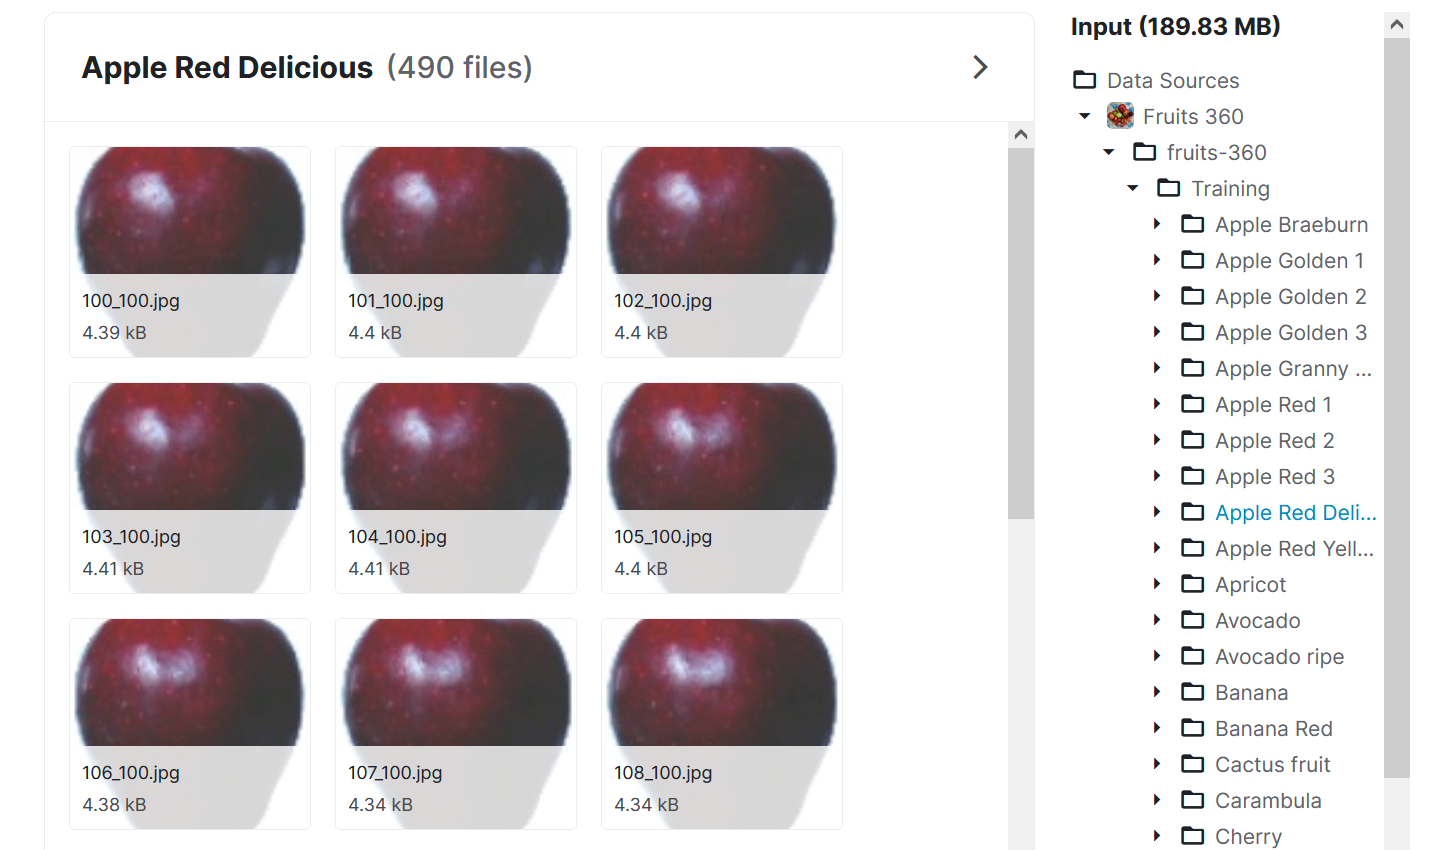 Apple Red Delicious (490 files)
100_100.jpg
4.39 kB
101_100.jpg
4.4 kB
102_100.jpg
4.4 kB
103_100.jpg
4.41 kB
104_100.jpg
4.41 kB
105_100.jpg
4.4 kB
106_100.jpg
4.38 kB
107_100.jpg
4.34 kB
108_100.jpg
4.34 kB
Input (189.83 MB)
Data Sources
Fruits 360
fruits-360
Training
Apple Braeburn
Apple Golden 1
Apple Golden 2
Apple Golden 3
Apple Granny ...
Apple Red 1
Apple Red 2
Apple Red 3
Apple Red Deli...
Apple Red Yell...
Apricot
Avocado
Avocado ripe
Banana
Banana Red
Cactus fruit
Carambula
Cherry